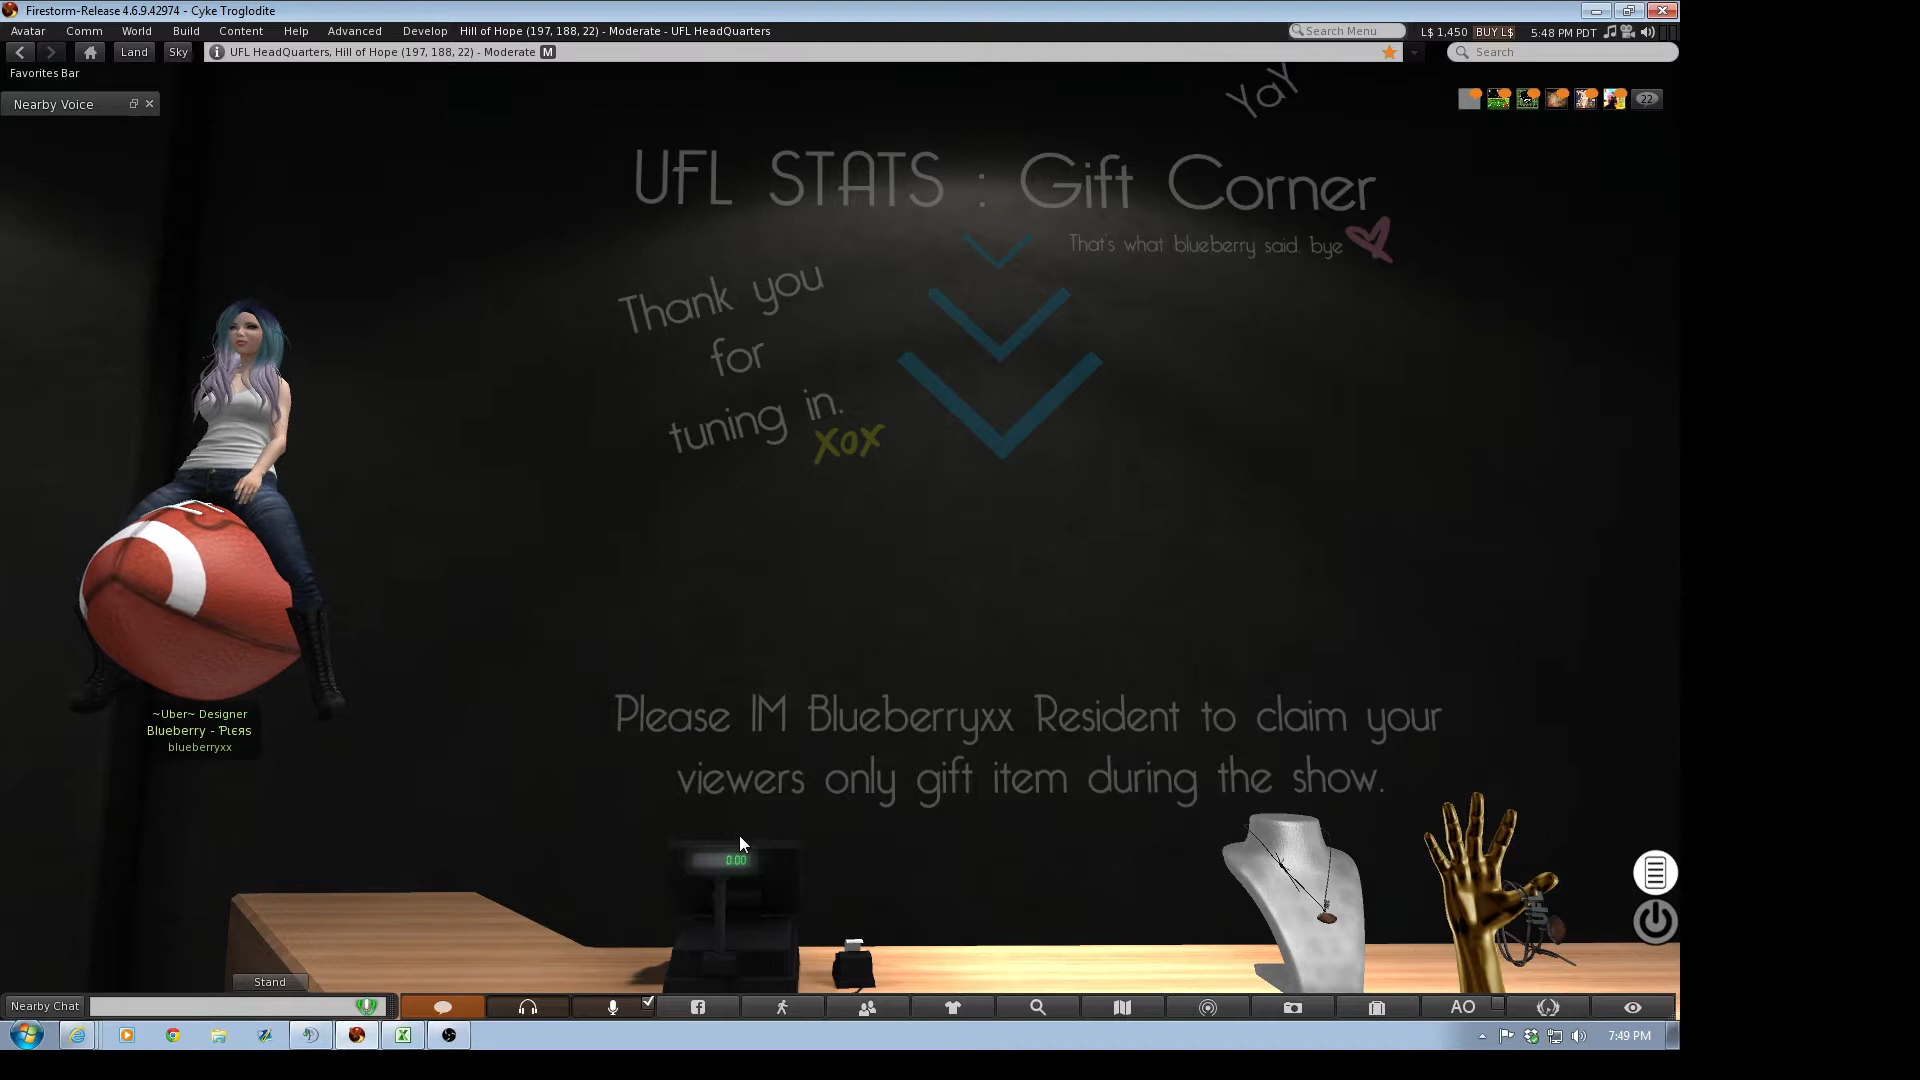 Firestorm-Release 4.6.9.42974 - Cyke Troglodite
Avatar Comm World Build Content Help Advanced Develop Hill of Hope (197, 188, 22) - Moderate - UFL HeadQuarters Search Menu L$ 1,450 BUY L$ 5:48 PM PDT
Land Sky UFL HeadQuarters, Hill of Hope (197, 188, 22) - Moderate M Search
Favorites Bar
Nearby Voice
22
YaY
UFL STATS : Gift Corner
That's what blueberry said. bye
Thank you
for
tuning in.
xox
~Uber~ Designer
Blueberry - Ƥιєяs
blueberryxx
Please IM Blueberryxx Resident to claim your
viewers only gift item during the show.
0.00
UFL
Stand
Nearby Chat AO
7:49 PM